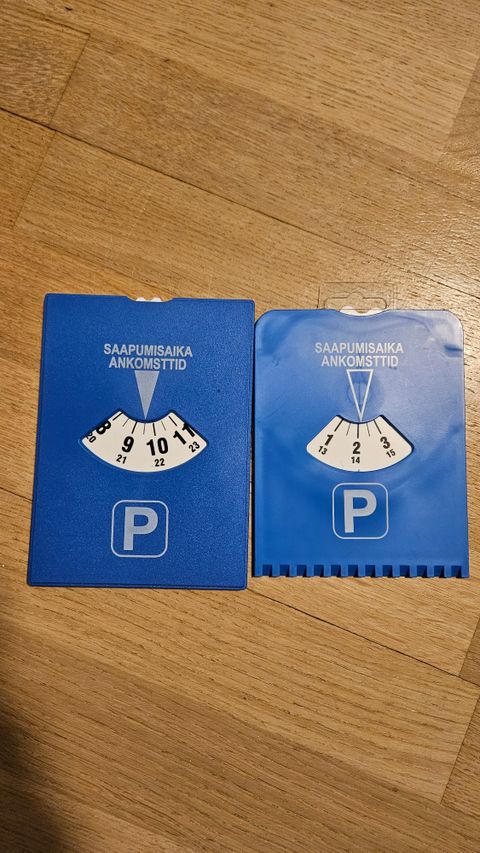 SAAPUMISAIKA
ANKOMSTTID
8 9 10 11
20 21 22 23
P
SAAPUMISAIKA
ANKOMSTTID
1 2 3
13 14 15
P